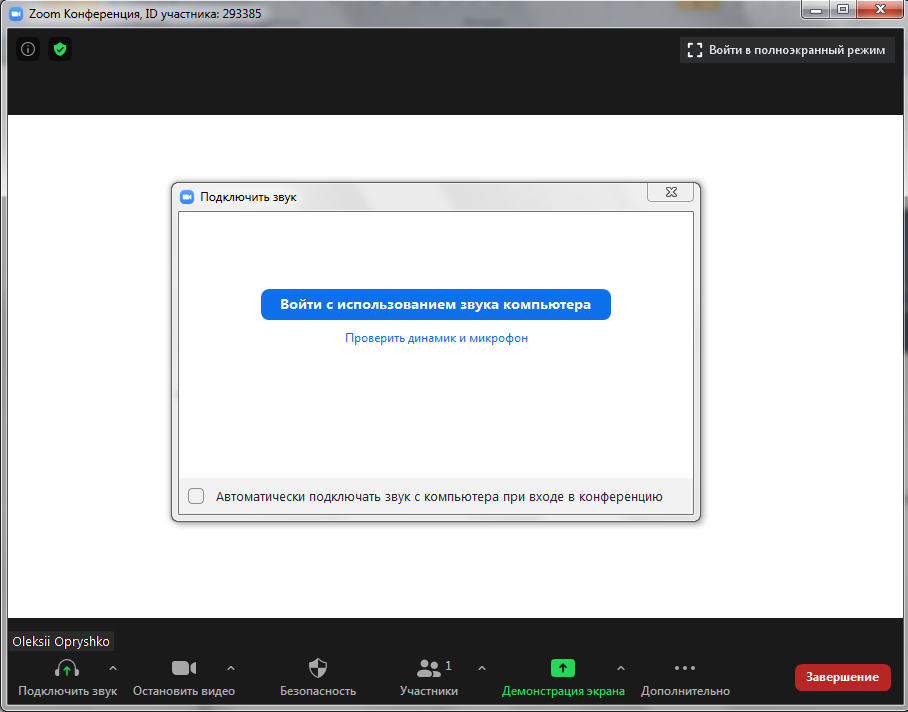 Zoom Конференция, ID участника: 293385
Войти в полноэкранный режим
Подключить звук
Войти с использованием звука компьютера
Проверить динамик и микрофон
Автоматически подключать звук с компьютера при входе в конференцию
Oleksii Opryshko
1
Подключить звук Остановить видео Безопасность Участники Демонстрация экрана Дополнительно Завершение